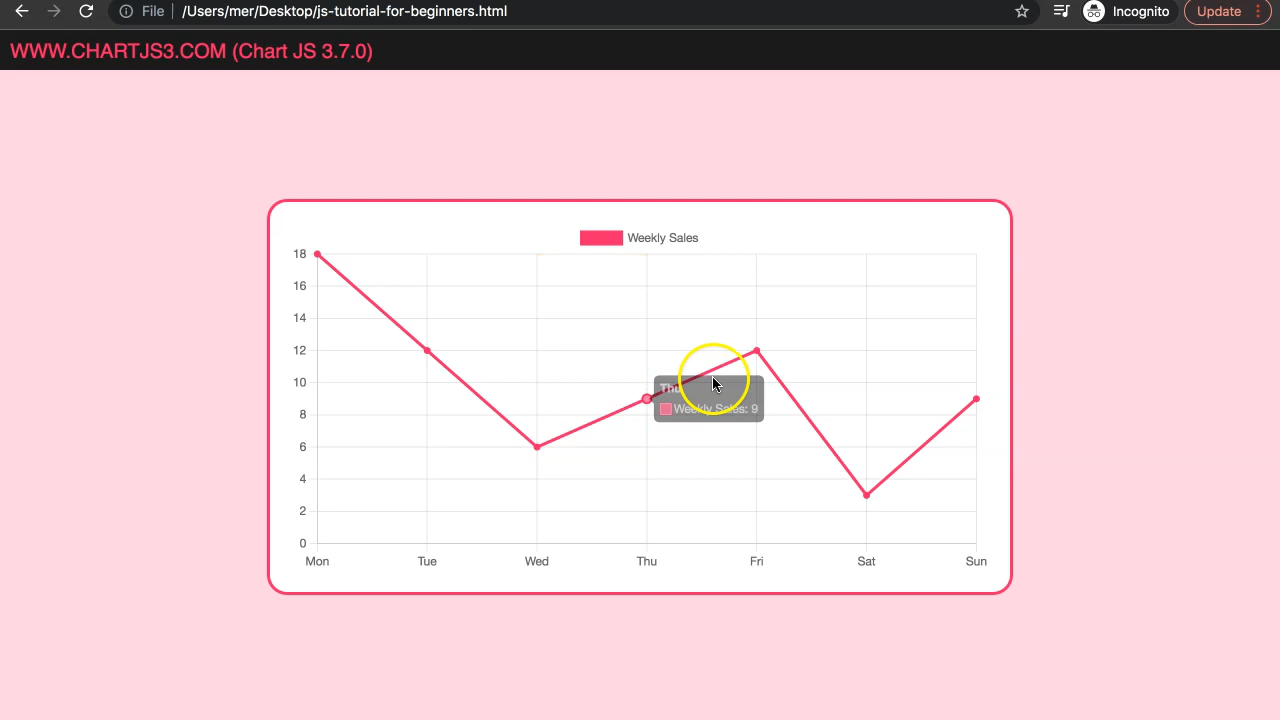 File /Users/mer/Desktop/js-tutorial-for-beginners.html Incognito Update
WWW.CHARTJS3.COM (Chart JS 3.7.0)
Weekly Sales
18
16
14
12
10
8
6
4
2
0
Thu
Weekly Sales: 9
Mon Tue Wed Thu Fri Sat Sun